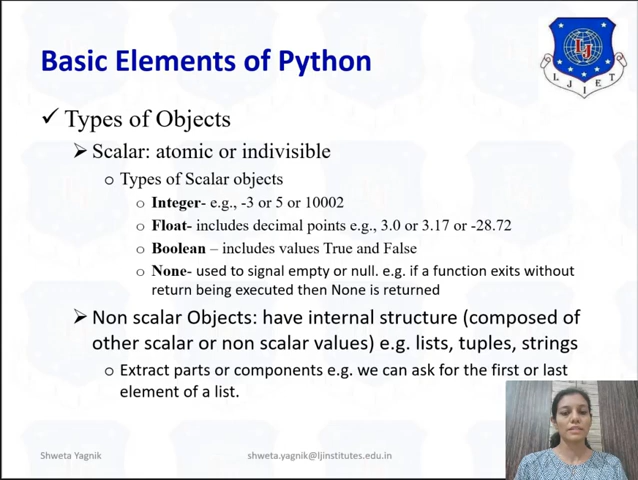 Basic Elements of Python
LJ
L J I E T
✓ Types of Objects
➤ Scalar: atomic or indivisible
o Types of Scalar objects
o Integer- e.g., -3 or 5 or 10002
o Float- includes decimal points e.g., 3.0 or 3.17 or -28.72
o Boolean – includes values True and False
o None- used to signal empty or null. e.g. if a function exits without
return being executed then None is returned
➤ Non scalar Objects: have internal structure (composed of
other scalar or non scalar values) e.g. lists, tuples, strings
o Extract parts or components e.g. we can ask for the first or last
element of a list.
Shweta Yagnik
shweta.yagnik@ljinstitutes.edu.in